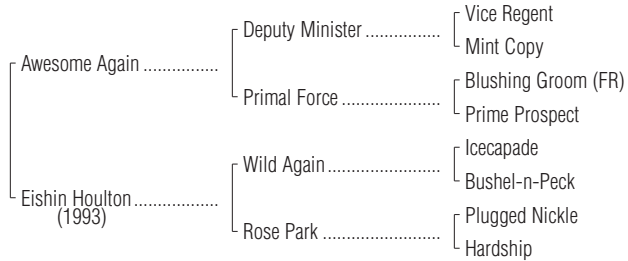 Vice Regent
Deputy Minister ..................
Mint Copy
Awesome Again ...............
Blushing Groom (FR)
Primal Force ....................
Prime Prospect
Icecapade
Wild Again .......................
Bushel-n-Peck
Eishin Houlton .................
(1993)
Plugged Nickle
Rose Park ........................
Hardship